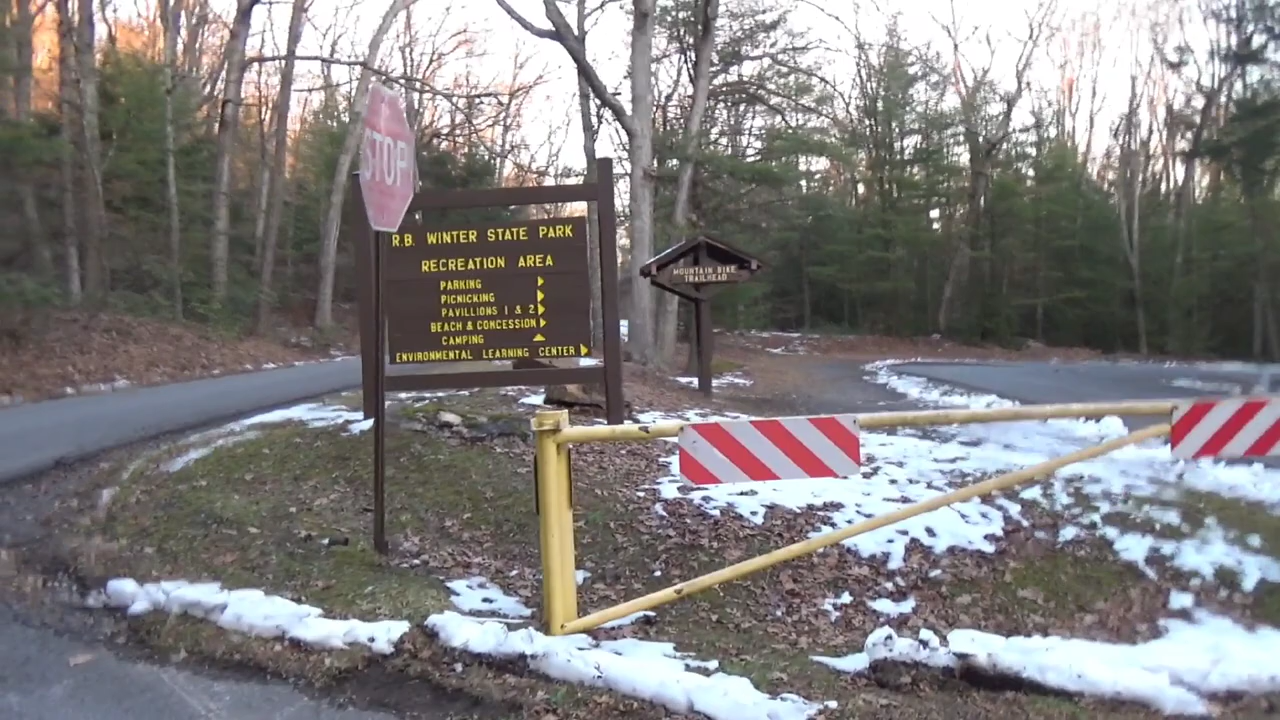 STOP
R.B. WINTER STATE PARK
RECREATION AREA
PARKING
PICNICKING
PAVILLIONS 1 & 2
BEACH & CONCESSION
CAMPING
ENVIRONMENTAL LEARNING CENTER
MOUNTAIN BIKE
TRAILHEAD